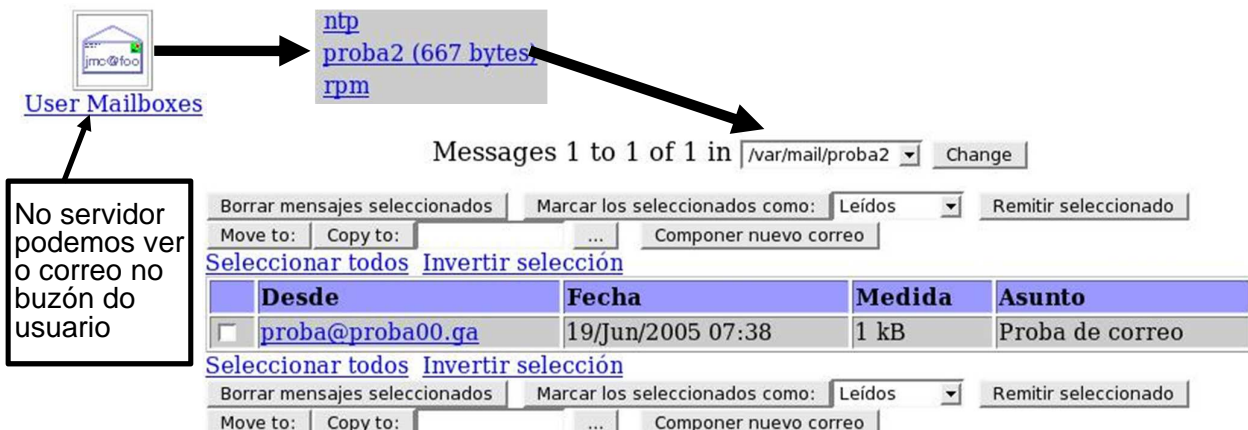 jmc@foo
User Mailboxes
ntp
proba2 (667 bytes)
rpm
No servidor
podemos ver
o correo no
buzón do
usuario
Messages 1 to 1 of 1 in /var/mail/proba2 Change
Borrar mensajes seleccionados Marcar los seleccionados como: Leídos Remitir seleccionado
Move to: Copy to: ... Componer nuevo correo
Seleccionar todos Invertir selección
Desde Fecha Medida Asunto
proba@proba00.ga 19/Jun/2005 07:38 1 kB Proba de correo
Seleccionar todos Invertir selección
Borrar mensajes seleccionados Marcar los seleccionados como: Leídos Remitir seleccionado
Move to: Copy to: ... Componer nuevo correo